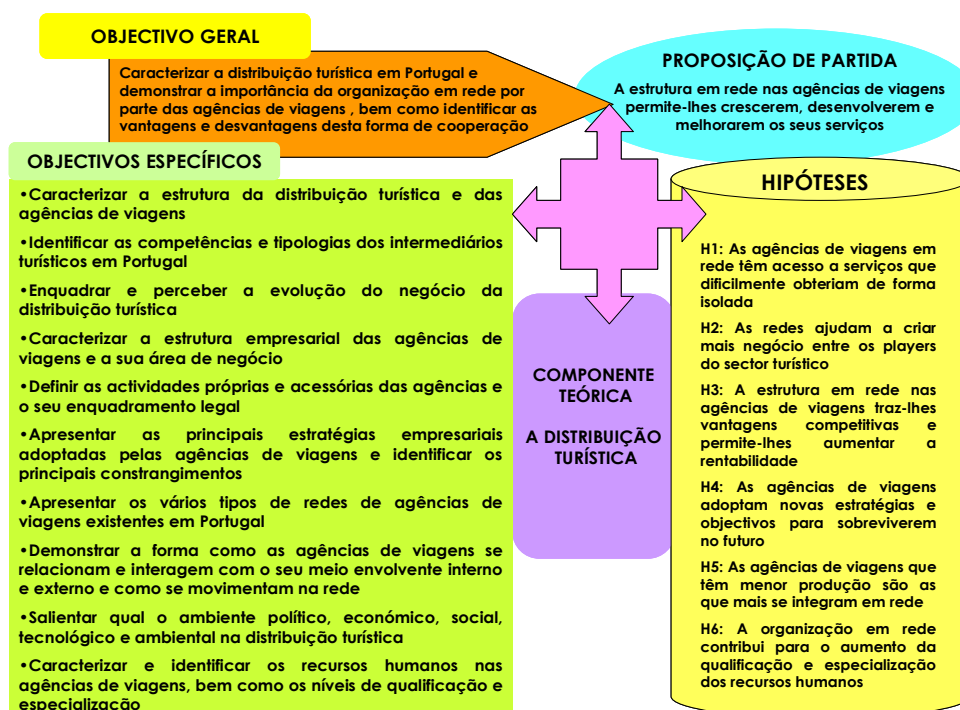 OBJECTIVO GERAL
Caracterizar a distribuição turística em Portugal e
demonstrar a importância da organização em rede por
parte das agências de viagens , bem como identificar as
vantagens e desvantagens desta forma de cooperação
PROPOSIÇÃO DE PARTIDA
A estrutura em rede nas agências de viagens
permite-lhes crescerem, desenvolverem e
melhorarem os seus serviços
OBJECTIVOS ESPECÍFICOS
•Caracterizar a estrutura da distribuição turística e das
agências de viagens
•Identificar as competências e tipologias dos intermediários
turísticos em Portugal
•Enquadrar e perceber a evolução do negócio da
distribuição turística
•Caracterizar a estrutura empresarial das agências de
viagens e a sua área de negócio
•Definir as actividades próprias e acessórias das agências e
o seu enquadramento legal
•Apresentar as principais estratégias empresariais
adoptadas pelas agências de viagens e identificar os
principais constrangimentos
•Apresentar os vários tipos de redes de agências de
viagens existentes em Portugal
•Demonstrar a forma como as agências de viagens se
relacionam e interagem com o seu meio envolvente interno
e externo e como se movimentam na rede
•Salientar qual o ambiente político, económico, social,
tecnológico e ambiental na distribuição turística
•Caracterizar e identificar os recursos humanos nas
agências de viagens, bem como os níveis de qualificação e
especialização
COMPONENTE
TEÓRICA
A DISTRIBUIÇÃO
TURÍSTICA
HIPÓTESES
H1: As agências de viagens em
rede têm acesso a serviços que
dificilmente obteriam de forma
isolada
H2: As redes ajudam a criar
mais negócio entre os players
do sector turístico
H3: A estrutura em rede nas
agências de viagens traz-lhes
vantagens competitivas e
permite-lhes aumentar a
rentabilidade
H4: As agências de viagens
adoptam novas estratégias e
objectivos para sobreviverem
no futuro
H5: As agências de viagens que
têm menor produção são as
que mais se integram em rede
H6: A organização em rede
contribui para o aumento da
qualificação e especialização
dos recursos humanos